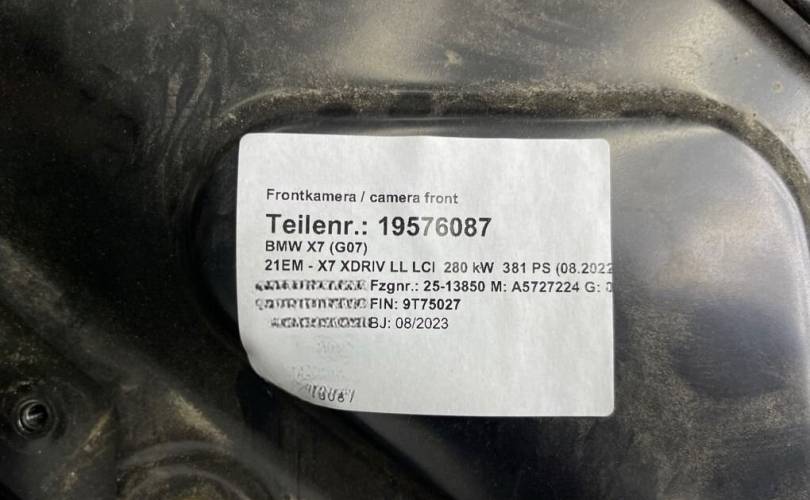 Frontkamera / camera front
Teilenr.: 19576087
BMW X7 (G07)
21EM - X7 XDRIV LL LCI 280 kW 381 PS (08.2022
Fzgnr.: 25-13850 M: A5727224 G:
FIN: 9T75027
BJ: 08/2023